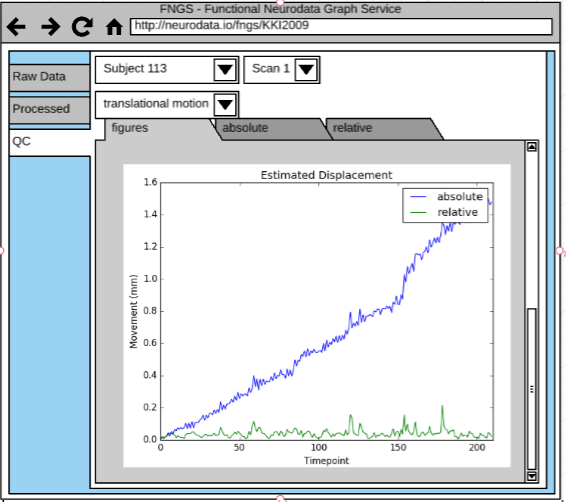 FNGS - Functional Neurodata Graph Service
http://neurodata.io/fngs/KKI2009
Raw Data
Processed
QC
Subject 113
Scan 1
translational motion
figures
absolute
relative
Estimated Displacement
absolute
relative
Movement (mm)
1.6
1.4
1.2
1.0
0.8
0.6
0.4
0.2
0.0
0 50 100 150 200
Timepoint